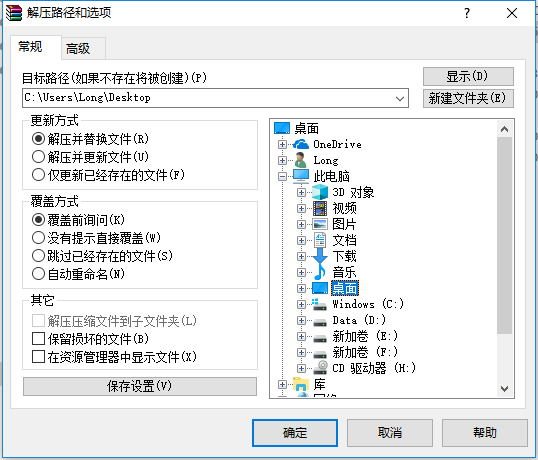 解压路径和选项
常规
高级
目标路径(如果不存在将被创建)(P)
显示(D)
C:\Users\Long\Desktop
新建文件夹(E)
更新方式
解压并替换文件(R)
解压并更新文件(U)
仅更新已经存在的文件(F)
覆盖方式
覆盖前询问(K)
没有提示直接覆盖(W)
跳过已经存在的文件(S)
自动重命名(N)
其它
解压压缩文件到子文件夹(L)
保留损坏的文件(B)
在资源管理器中显示文件(X)
保存设置(V)
桌面
OneDrive
Long
此电脑
3D 对象
视频
图片
文档
下载
音乐
桌面
Windows (C:)
Data (D:)
新加卷 (E:)
新加卷 (F:)
CD 驱动器 (H:)
库
确定
取消
帮助